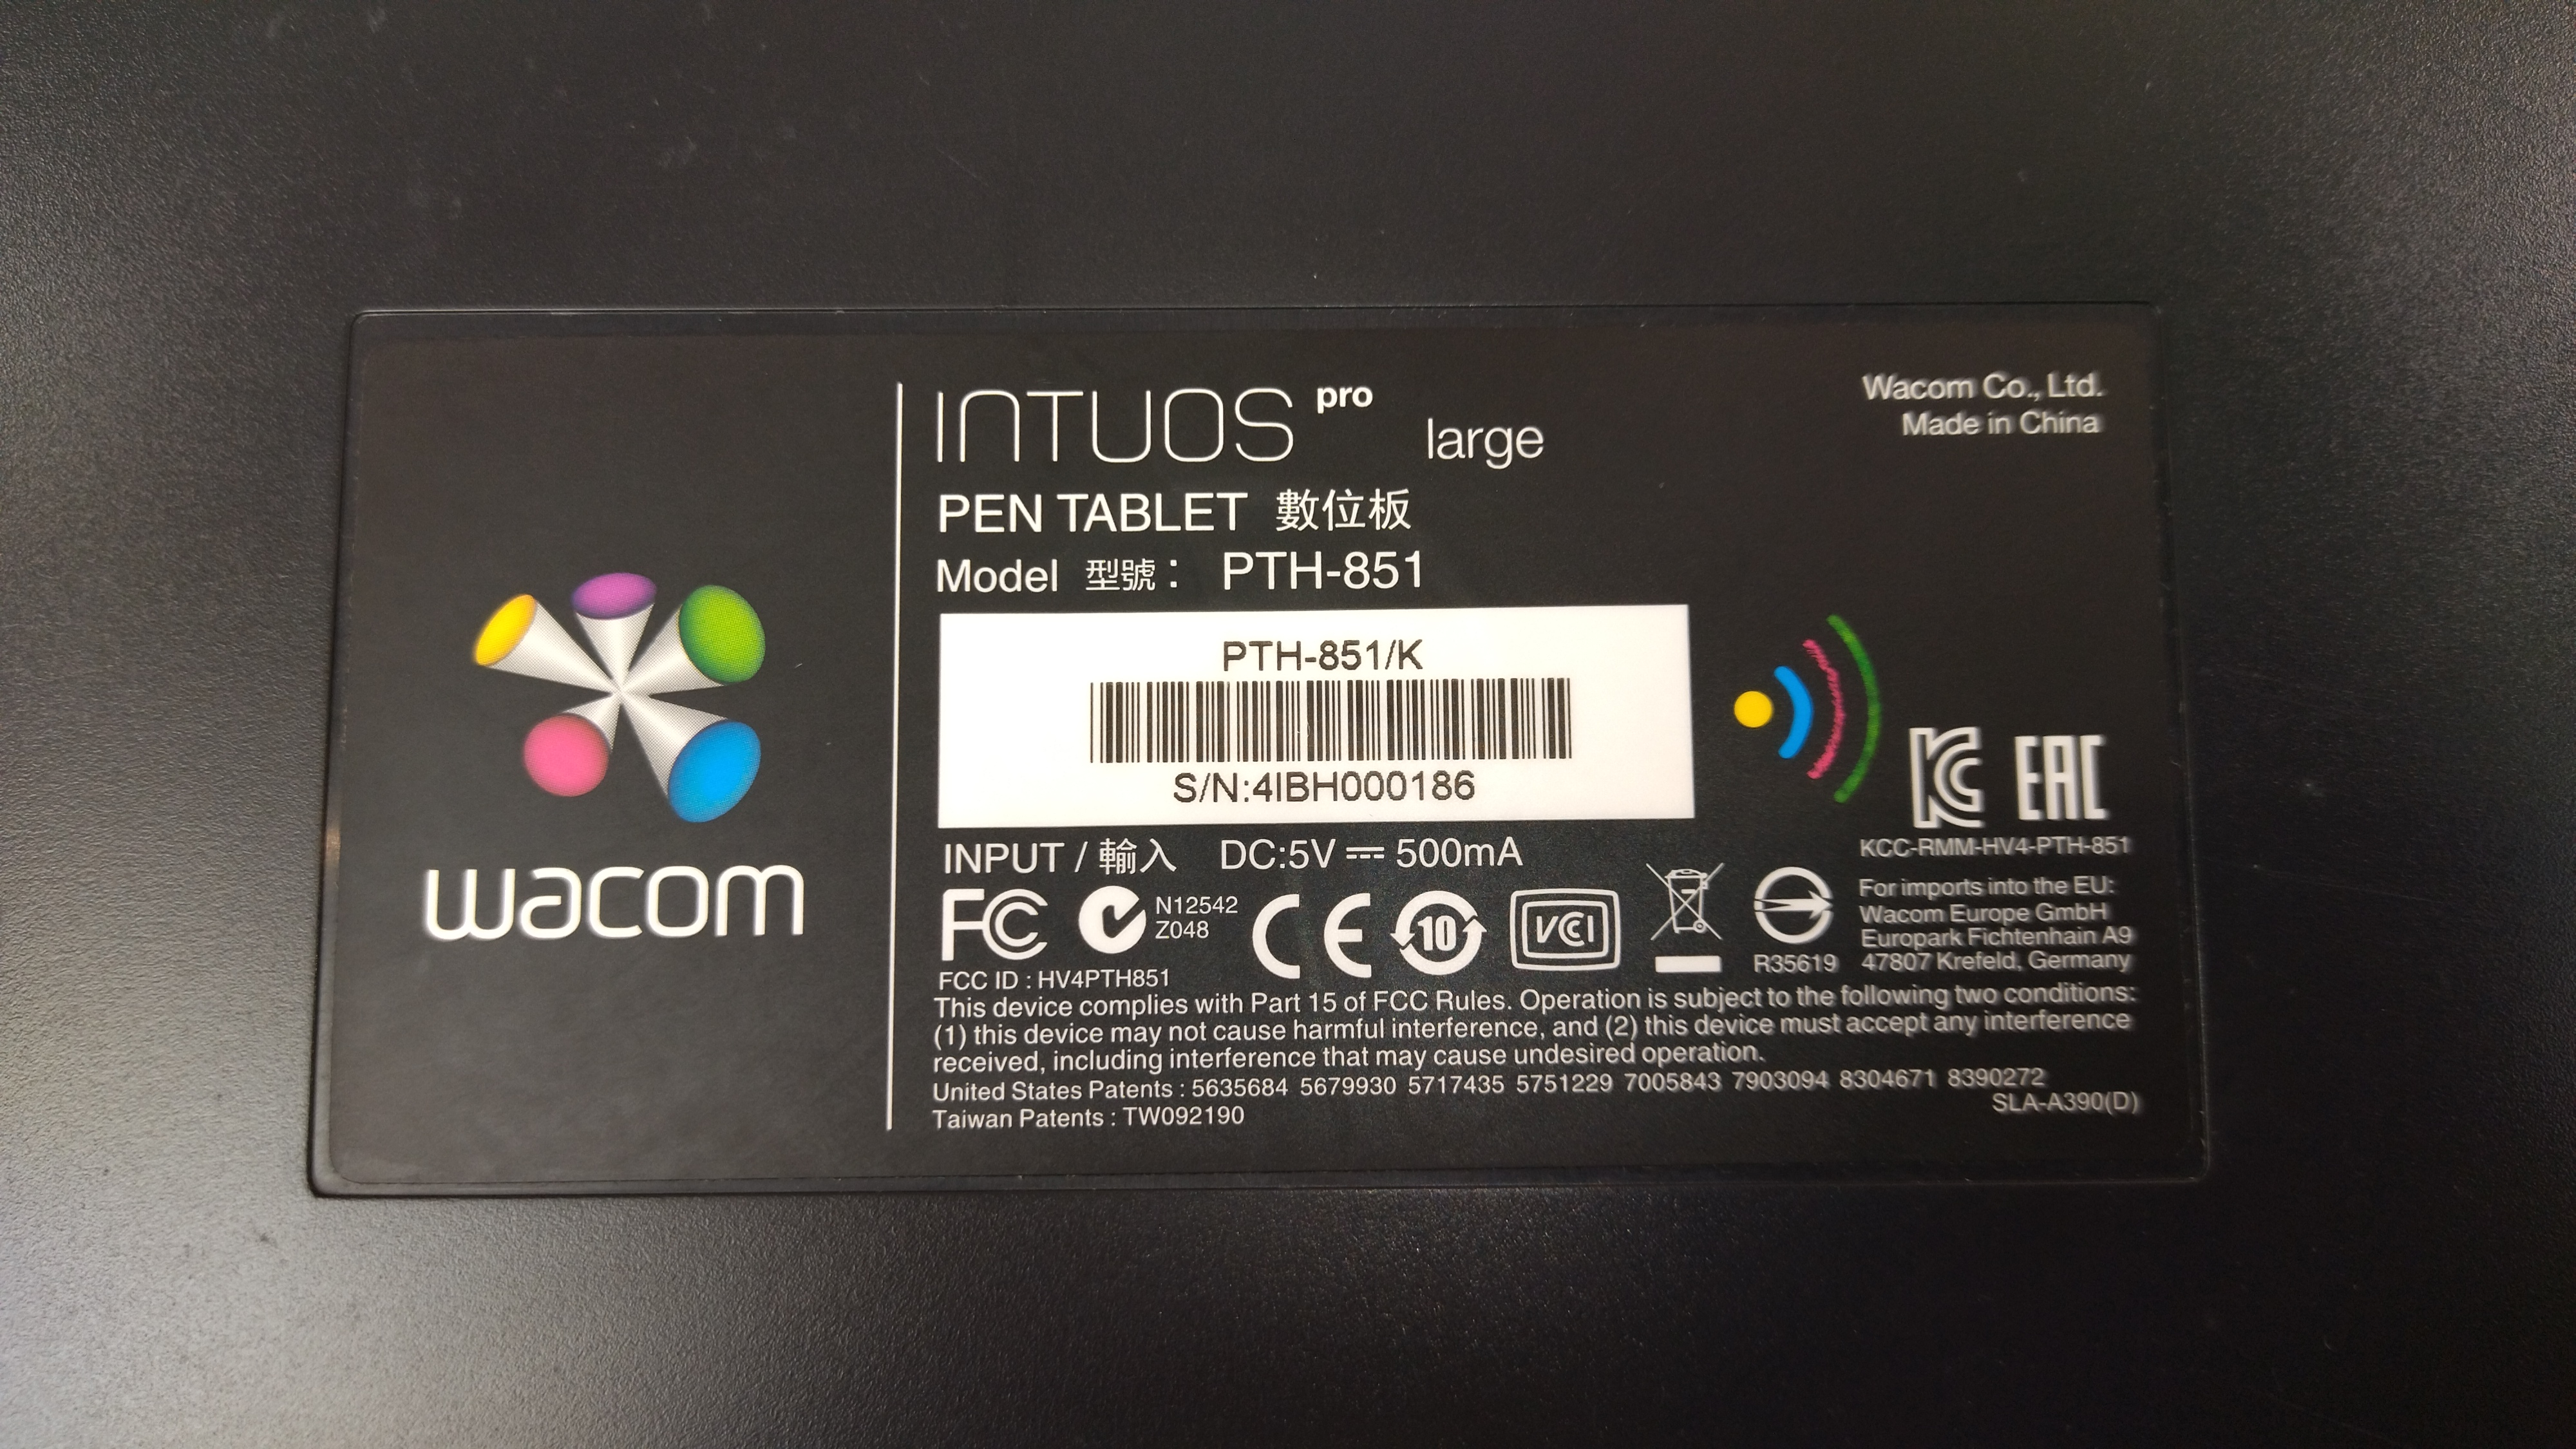 wacom
INTUOS pro large
Wacom Co., Ltd.
Made in China
PEN TABLET 數位板
Model 型號： PTH-851
PTH-851/K
S/N:4IBH000186
INPUT / 輸入 DC:5V 500mA
FC
N12542
Z048
CE
10
VCI
R35619
KC
EAC
KCC-RMM-HV4-PTH-851
For imports into the EU:
Wacom Europe GmbH
Europark Fichtenhain A9
47807 Krefeld, Germany
FCC ID : HV4PTH851
This device complies with Part 15 of FCC Rules. Operation is subject to the following two conditions:
(1) this device may not cause harmful interference, and (2) this device must accept any interference
received, including interference that may cause undesired operation.
United States Patents : 5635684 5679930 5717435 5751229 7005843 7903094 8304671 8390272
SLA-A390(D)
Taiwan Patents : TW092190